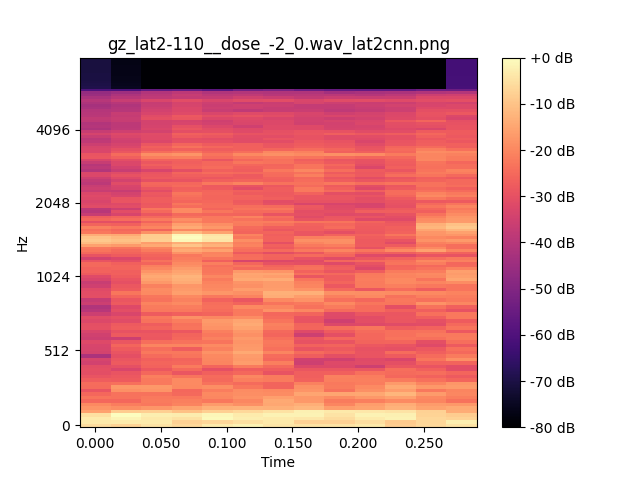 gz_lat2-110__dose_-2_0.wav_lat2cnn.png
Hz
4096
2048
1024
512
0
0.000 0.050 0.100 0.150 0.200 0.250
Time
+0 dB
-10 dB
-20 dB
-30 dB
-40 dB
-50 dB
-60 dB
-70 dB
-80 dB